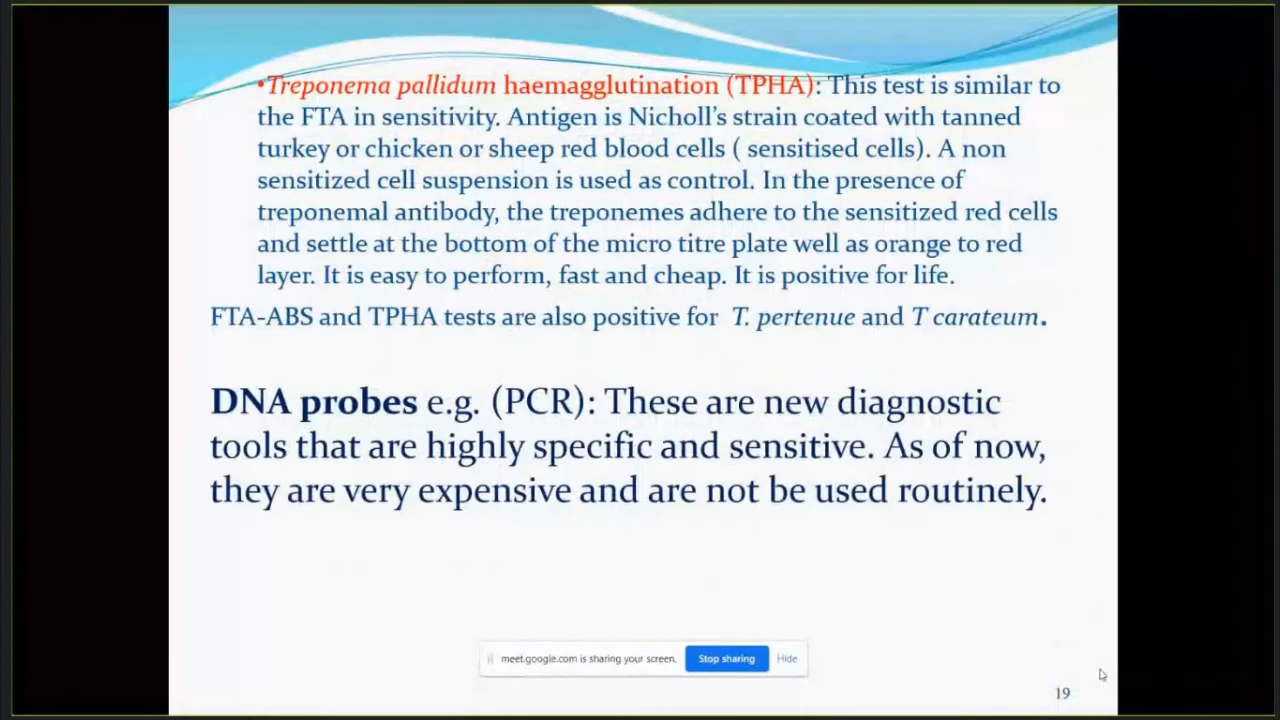 •Treponema pallidum haemagglutination (TPHA): This test is similar to
the FTA in sensitivity. Antigen is Nicholl’s strain coated with tanned
turkey or chicken or sheep red blood cells ( sensitised cells). A non
sensitized cell suspension is used as control. In the presence of
treponemal antibody, the treponemes adhere to the sensitized red cells
and settle at the bottom of the micro titre plate well as orange to red
layer. It is easy to perform, fast and cheap. It is positive for life.
FTA-ABS and TPHA tests are also positive for T. pertenue and T carateum.
DNA probes e.g. (PCR): These are new diagnostic
tools that are highly specific and sensitive. As of now,
they are very expensive and are not be used routinely.
meet.google.com is sharing your screen. Stop sharing Hide
19